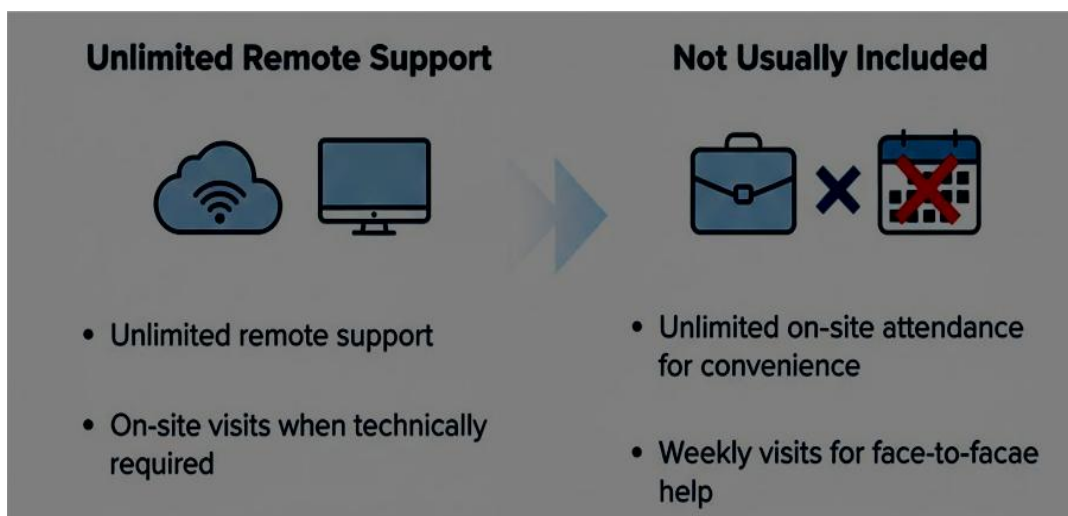 Unlimited Remote Support
• Unlimited remote support
• On-site visits when technically
required
Not Usually Included
• Unlimited on-site attendance
for convenience
• Weekly visits for face-to-facae
help